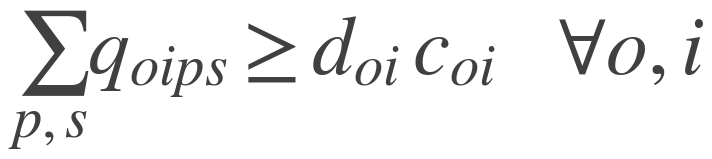 ∑_{p, s} q_{oips} ≥ d_{oi} c_{oi} ∀o, i